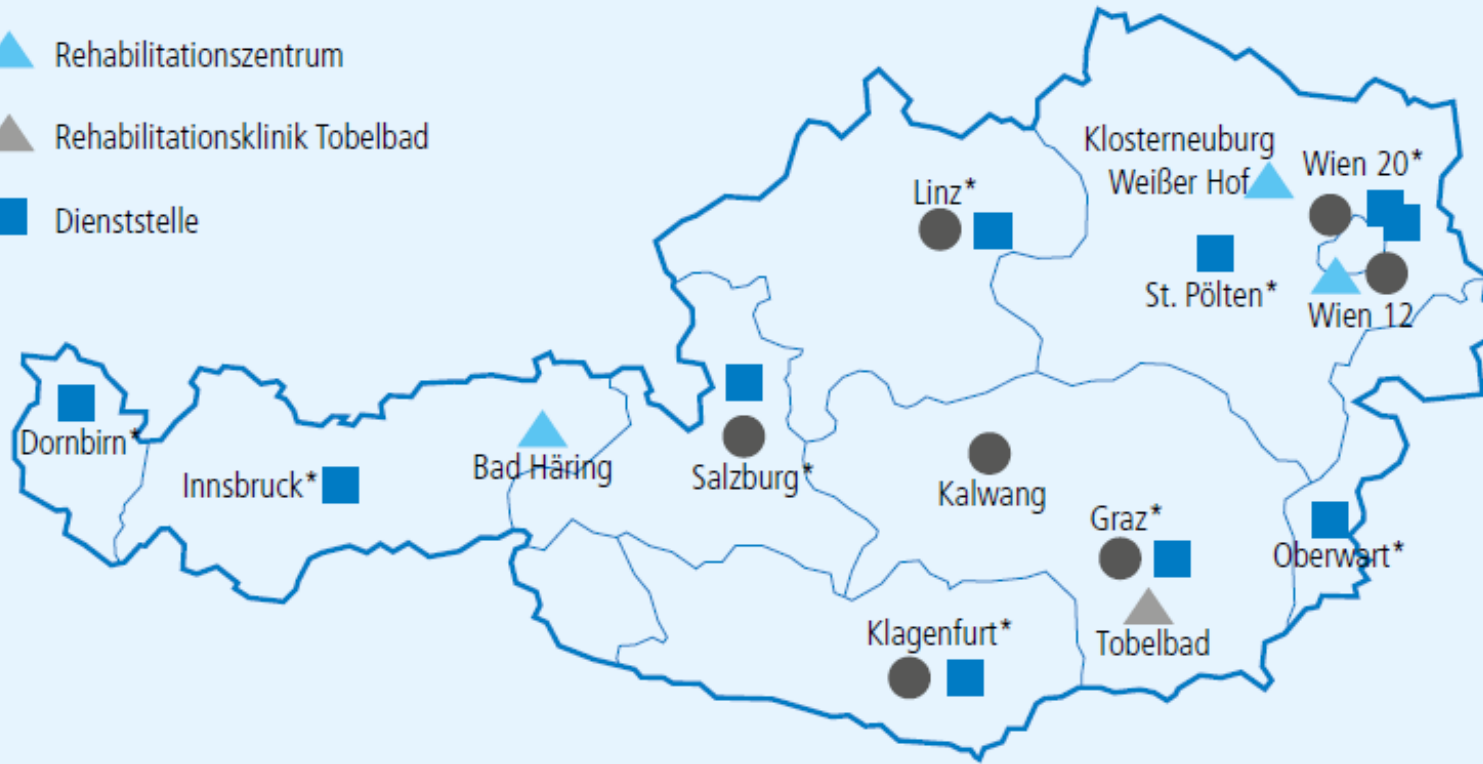 Rehabilitationszentrum
Rehabilitationsklinik Tobelbad
Dienststelle
Klosterneuburg
Weißer Hof
Wien 20*
Linz*
St. Pölten*
Wien 12
Dornbirn*
Innsbruck*
Bad Häring
Salzburg*
Kalwang
Graz*
Oberwart*
Klagenfurt*
Tobelbad